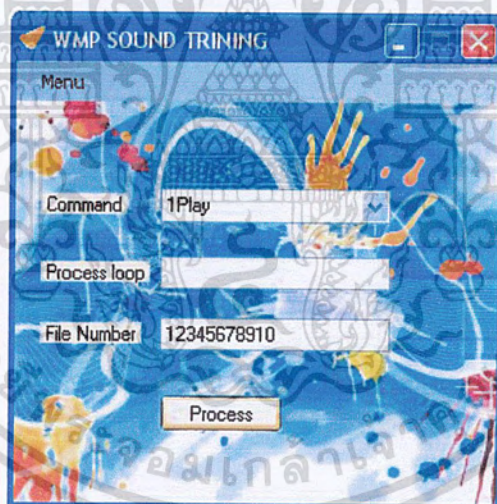 WMP SOUND TRINING
Menu
Command 1Play
Process loop
File Number 12345678910
Process